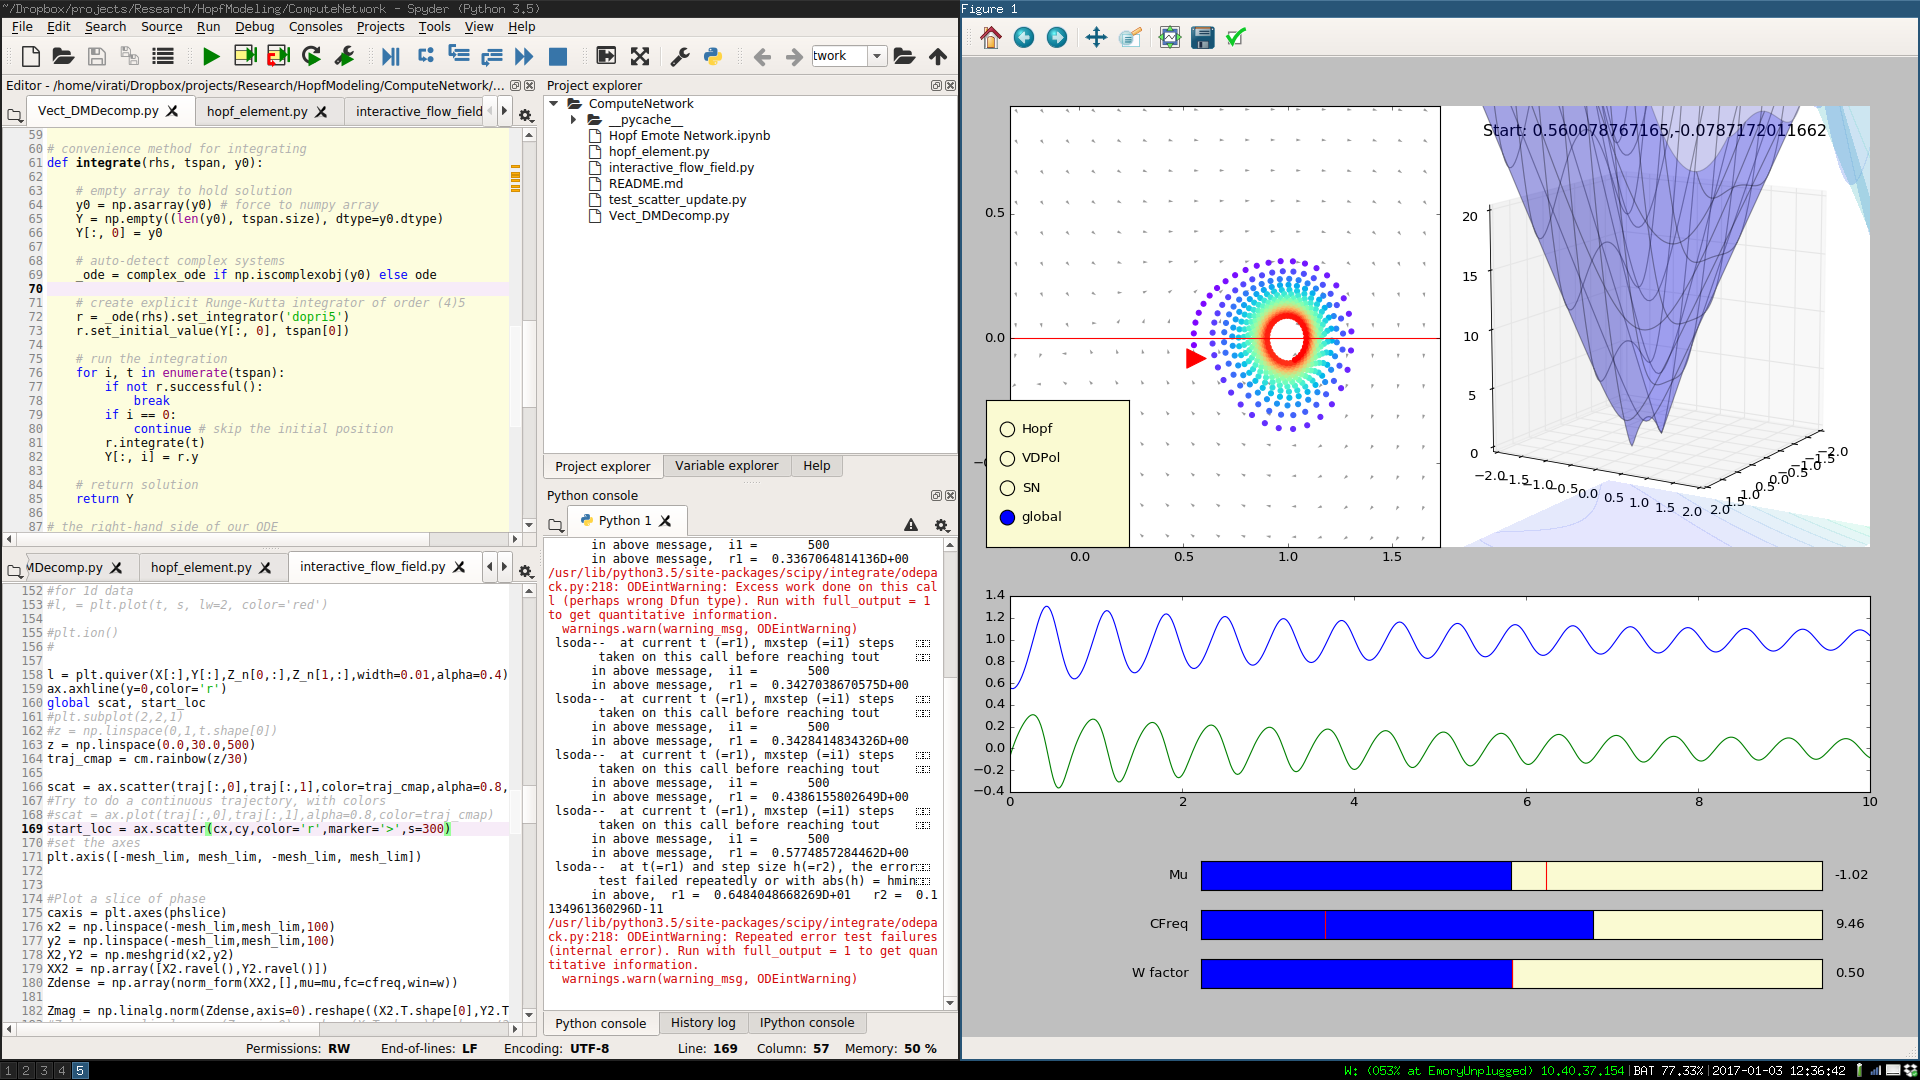 ~/Dropbox/projects/Research/HopfModeling/ComputeNetwork - Spyder (Python 3.5)
File Edit Search Source Run Debug Consoles Projects Tools View Help
twork
Editor - /home/virati/Dropbox/projects/Research/HopfModeling/ComputeNetwork/...
Vect_DMDecomp.py hopf_element.py interactive_flow_field
59
60 # convenience method for integrating
61 def integrate(rhs, tspan, y0):
62
63 # empty array to hold solution
64 y0 = np.asarray(y0) # force to numpy array
65 Y = np.empty((len(y0), tspan.size), dtype=y0.dtype)
66 Y[:, 0] = y0
67
68 # auto-detect complex systems
69 _ode = complex_ode if np.iscomplexobj(y0) else ode
70
71 # create explicit Runge-Kutta integrator of order (4)5
72 r = _ode(rhs).set_integrator('dopri5')
73 r.set_initial_value(Y[:, 0], tspan[0])
74
75 # run the integration
76 for i, t in enumerate(tspan):
77 if not r.successful():
78 break
79 if i == 0:
80 continue # skip the initial position
81 r.integrate(t)
82 Y[:, i] = r.y
83
84 # return solution
85 return Y
86
87 # the right-hand side of our ODE
MDecomp.py hopf_element.py interactive_flow_field.py
152 #for 1d data
153 #l, = plt.plot(t, s, lw=2, color='red')
154
155 #plt.ion()
156 #
157
158 l = plt.quiver(X[:],Y[:],Z_n[0,:],Z_n[1,:],width=0.01,alpha=0.4)
159 ax.axhline(y=0,color='r')
160 global scat, start_loc
161 #plt.subplot(2,2,1)
162 #z = np.linspace(0,1,t.shape[0])
163 z = np.linspace(0.0,30.0,500)
164 traj_cmap = cm.rainbow(z/30)
165
166 scat = ax.scatter(traj[:,0],traj[:,1],color=traj_cmap,alpha=0.8,
167 #Try to do a continuous trajectory, with colors
168 #scat = ax.plot(traj[:,0],traj[:,1],alpha=0.8,color=traj_cmap)
169 start_loc = ax.scatter(cx,cy,color='r',marker='>',s=300)
170 #set the axes
171 plt.axis([-mesh_lim, mesh_lim, -mesh_lim, mesh_lim])
172
173
174 #Plot a slice of phase
175 caxis = plt.axes(phslice)
176 x2 = np.linspace(-mesh_lim,mesh_lim,100)
177 y2 = np.linspace(-mesh_lim,mesh_lim,100)
178 X2,Y2 = np.meshgrid(x2,y2)
179 XX2 = np.array([X2.ravel(),Y2.ravel()])
180 Zdense = np.array(norm_form(XX2,[],mu=mu,fc=cfreq,win=w))
181
182 Zmag = np.linalg.norm(Zdense,axis=0).reshape((X2.T.shape[0],Y2.T
Project explorer
ComputeNetwork
__pycache__
Hopf Emote Network.ipynb
hopf_element.py
interactive_flow_field.py
README.md
test_scatter_update.py
Vect_DMDecomp.py
Project explorer Variable explorer Help
Python console
Python 1
in above message, i1 = 500
in above message, r1 = 0.3367064814136D+00
/usr/lib/python3.5/site-packages/scipy/integrate/odepa
ck.py:218: ODEintWarning: Excess work done on this cal
l (perhaps wrong Dfun type). Run with full_output = 1
to get quantitative information.
warnings.warn(warning_msg, ODEintWarning)
lsoda-- at current t (=r1), mxstep (=i1) steps
taken on this call before reaching tout
in above message, i1 = 500
in above message, r1 = 0.3427038670575D+00
lsoda-- at current t (=r1), mxstep (=i1) steps
taken on this call before reaching tout
in above message, i1 = 500
in above message, r1 = 0.3428414834326D+00
lsoda-- at current t (=r1), mxstep (=i1) steps
taken on this call before reaching tout
in above message, i1 = 500
in above message, r1 = 0.4386155802649D+00
lsoda-- at current t (=r1), mxstep (=i1) steps
taken on this call before reaching tout
in above message, i1 = 500
in above message, r1 = 0.5774857284462D+00
lsoda-- at t(=r1) and step size h(=r2), the error
test failed repeatedly or with abs(h) = hmin
in above, r1 = 0.6484048668269D+01 r2 = 0.1
134961360296D-11
/usr/lib/python3.5/site-packages/scipy/integrate/odepa
ck.py:218: ODEintWarning: Repeated error test failures
(internal error). Run with full_output = 1 to get quan
titative information.
warnings.warn(warning_msg, ODEintWarning)
Python console History log IPython console
Permissions: RW End-of-lines: LF Encoding: UTF-8 Line: 169 Column: 57 Memory: 50 %
Figure 1
0.5
0.0
0.0 0.5 1.0 1.5
Hopf
VDPol
SN
global
Start: 0.560078767165,-0.0787172011662
20
15
10
5
0
−2.0 −1.5 −1.0 −0.5 0.0 0.5 1.0 1.5 2.0
2.0 1.5 1.0 0.5 0.0 −0.5 −1.0 −1.5 −2.0
1.4
1.2
1.0
0.8
0.6
0.4
0.2
0.0
−0.2
−0.4
0 2 4 6 8 10
Mu -1.02
CFreq 9.46
W factor 0.50
1 2 3 4 5
W: (053% at EmoryUnplugged) 10.40.37.154|BAT 77.33%|2017-01-03 12:36:42